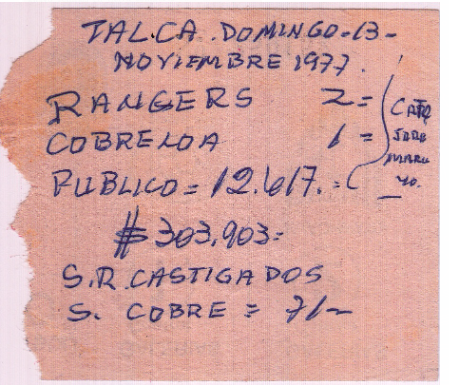 TALCA. DOMINGO-13-
NOVIEMBRE 1977.
RANGERS 2=
COBRELOA 1=
PUBLICO = 12.617.=
$ 303.903=
S.R. CASTIGADOS
S. COBRE = 71-